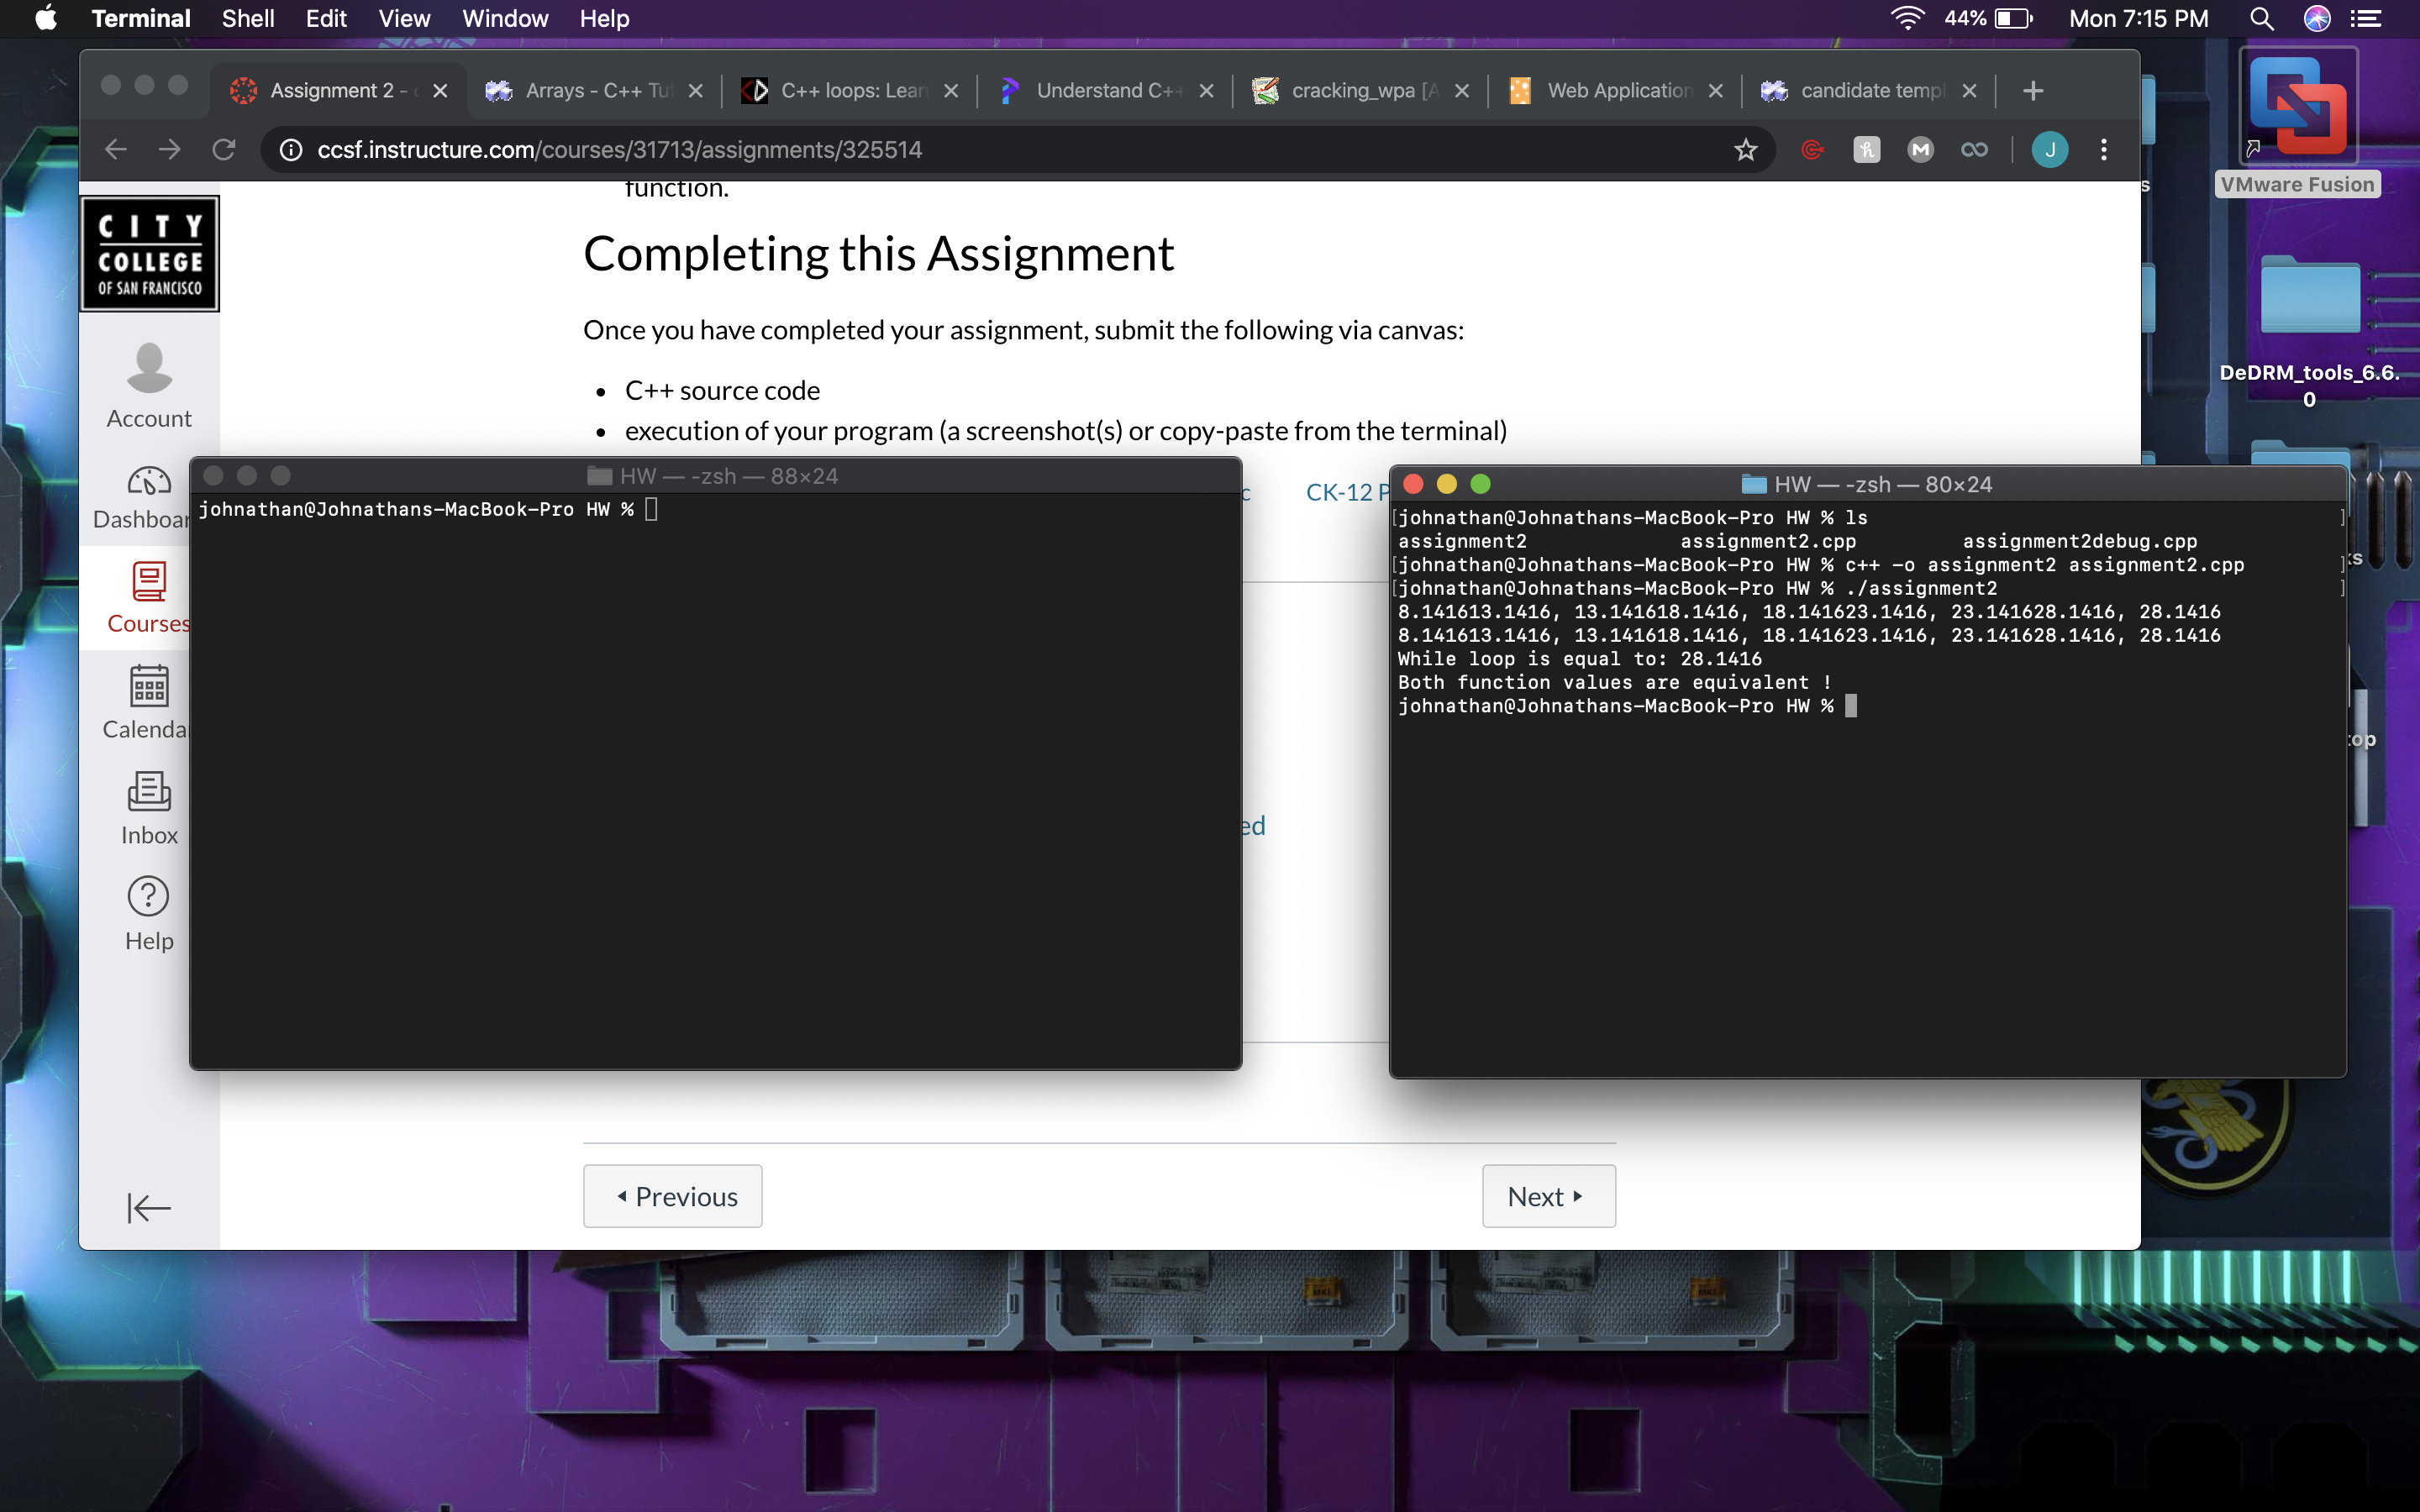 Terminal Shell Edit View Window Help 44% Mon 7:15 PM
Assignment 2 - Arrays - C++ Tut C++ loops: Lear Understand C++ cracking_wpa [A Web Application candidate templ
ccsf.instructure.com/courses/31713/assignments/325514 J
VMware Fusion
s
function.
CITY
COLLEGE
OF SAN FRANCISCO
Completing this Assignment
Once you have completed your assignment, submit the following via canvas:
• C++ source code
• execution of your program (a screenshot(s) or copy-paste from the terminal)
DeDRM_tools_6.6.
0
Account
Dashboar
Courses
Calenda
Inbox
Help
HW — -zsh — 88×24
johnathan@Johnathans-MacBook-Pro HW %
c CK-12 P
ed
HW — -zsh — 80×24
[johnathan@Johnathans-MacBook-Pro HW % ls ]
assignment2 assignment2.cpp assignment2debug.cpp
[johnathan@Johnathans-MacBook-Pro HW % c++ -o assignment2 assignment2.cpp ]
[johnathan@Johnathans-MacBook-Pro HW % ./assignment2 ]
8.141613.1416, 13.141618.1416, 18.141623.1416, 23.141628.1416, 28.1416
8.141613.1416, 13.141618.1416, 18.141623.1416, 23.141628.1416, 28.1416
While loop is equal to: 28.1416
Both function values are equivalent !
johnathan@Johnathans-MacBook-Pro HW %
ks
top
Previous Next
MKE
MKE